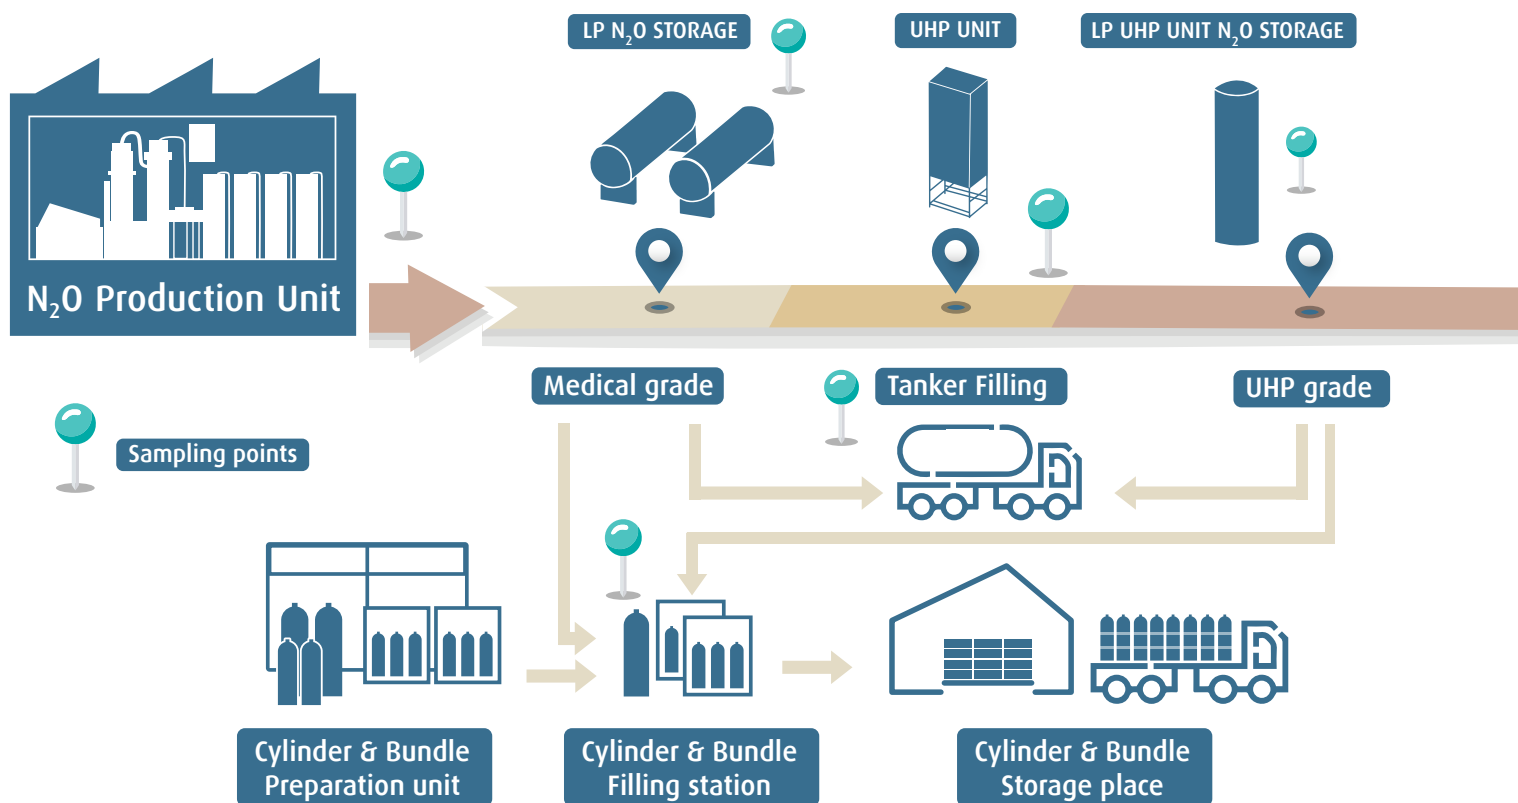 LP N₂O STORAGE
UHP UNIT
LP UHP UNIT N₂O STORAGE
N₂O Production Unit
Medical grade
Tanker Filling
UHP grade
Sampling points
Cylinder & Bundle
Preparation unit
Cylinder & Bundle
Filling station
Cylinder & Bundle
Storage place